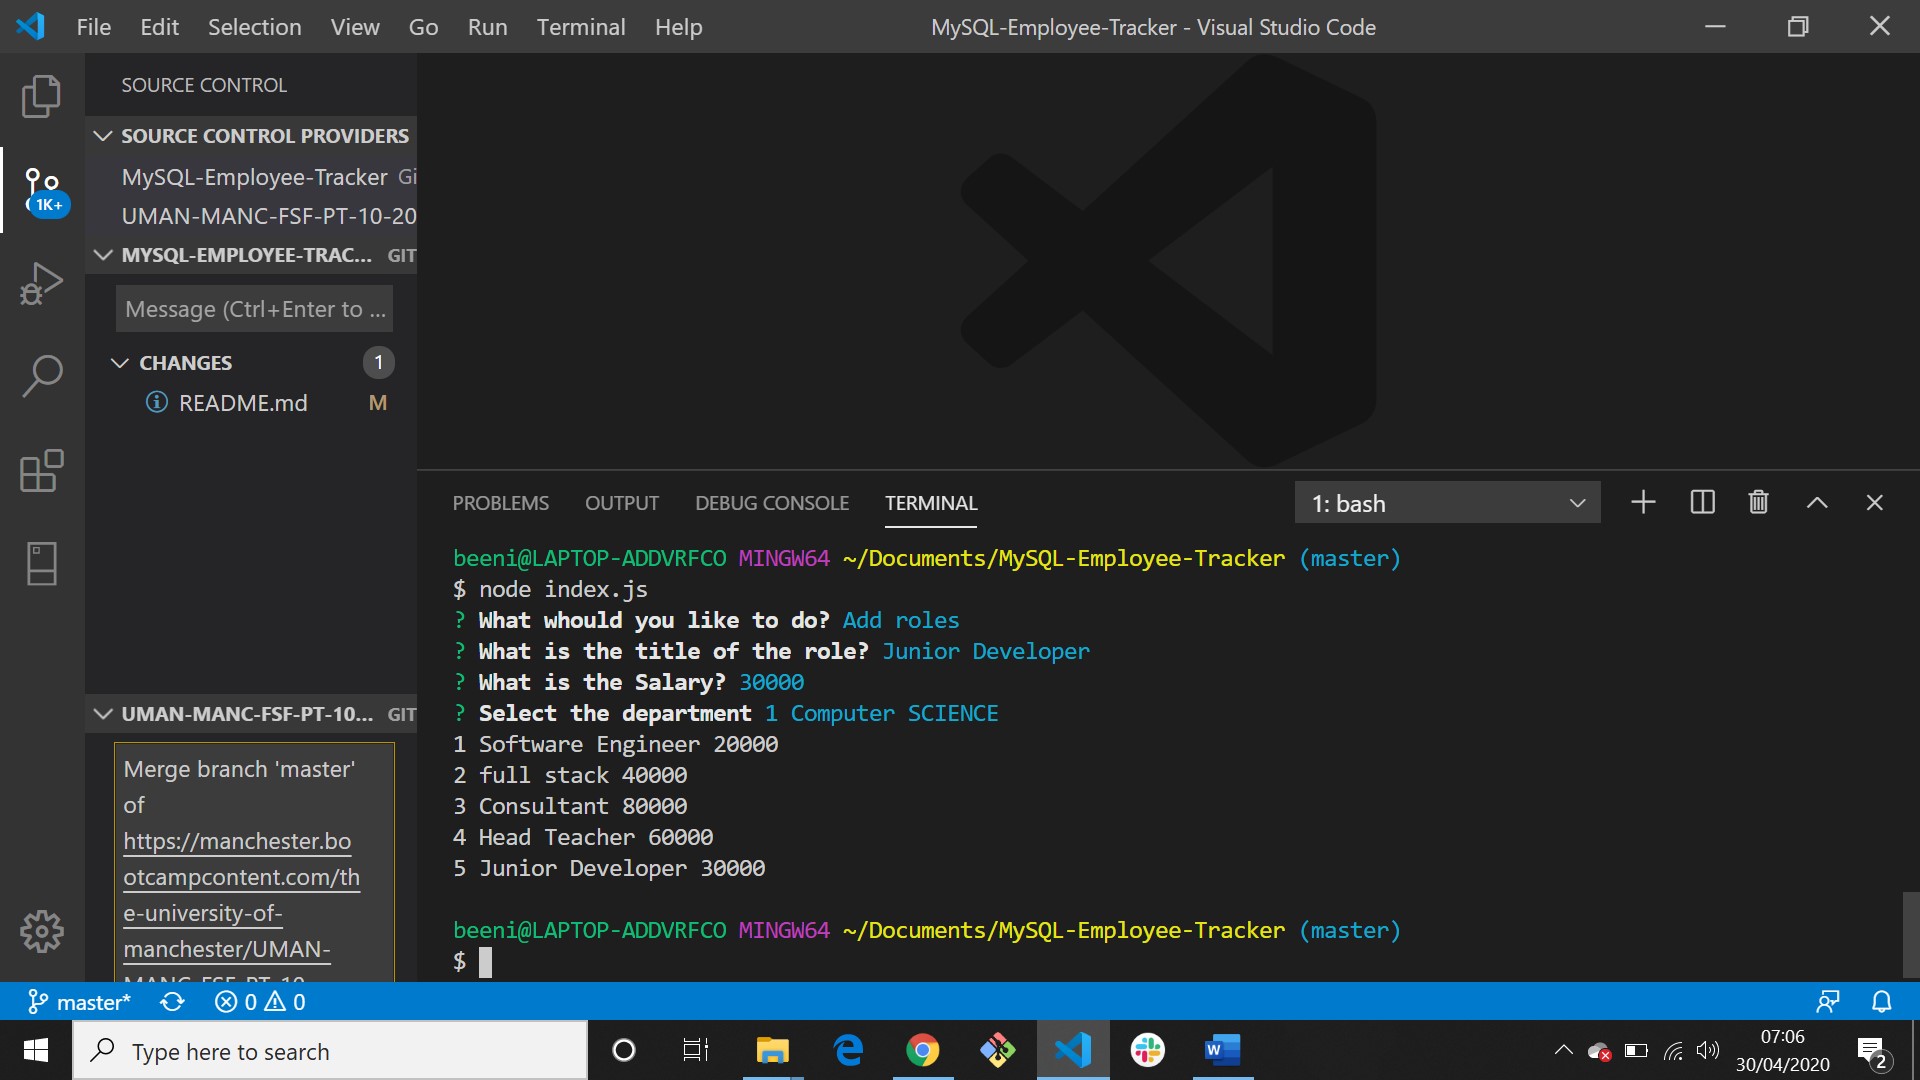 File Edit Selection View Go Run Terminal Help
MySQL-Employee-Tracker - Visual Studio Code
SOURCE CONTROL
SOURCE CONTROL PROVIDERS
MySQL-Employee-Tracker Gi
UMAN-MANC-FSF-PT-10-20
MYSQL-EMPLOYEE-TRAC... GIT
Message (Ctrl+Enter to ...
CHANGES 1
README.md M
1K+
UMAN-MANC-FSF-PT-10... GIT
Merge branch 'master'
of
https://manchester.bo
otcampcontent.com/th
e-university-of-
manchester/UMAN-
MANC-FSF-PT-10
PROBLEMS OUTPUT DEBUG CONSOLE TERMINAL
1: bash
beeni@LAPTOP-ADDVRFCO MINGW64 ~/Documents/MySQL-Employee-Tracker (master)
$ node index.js
? What whould you like to do? Add roles
? What is the title of the role? Junior Developer
? What is the Salary? 30000
? Select the department 1 Computer SCIENCE
1 Software Engineer 20000
2 full stack 40000
3 Consultant 80000
4 Head Teacher 60000
5 Junior Developer 30000
beeni@LAPTOP-ADDVRFCO MINGW64 ~/Documents/MySQL-Employee-Tracker (master)
$
master* 0 0
Type here to search
W
07:06
30/04/2020
2